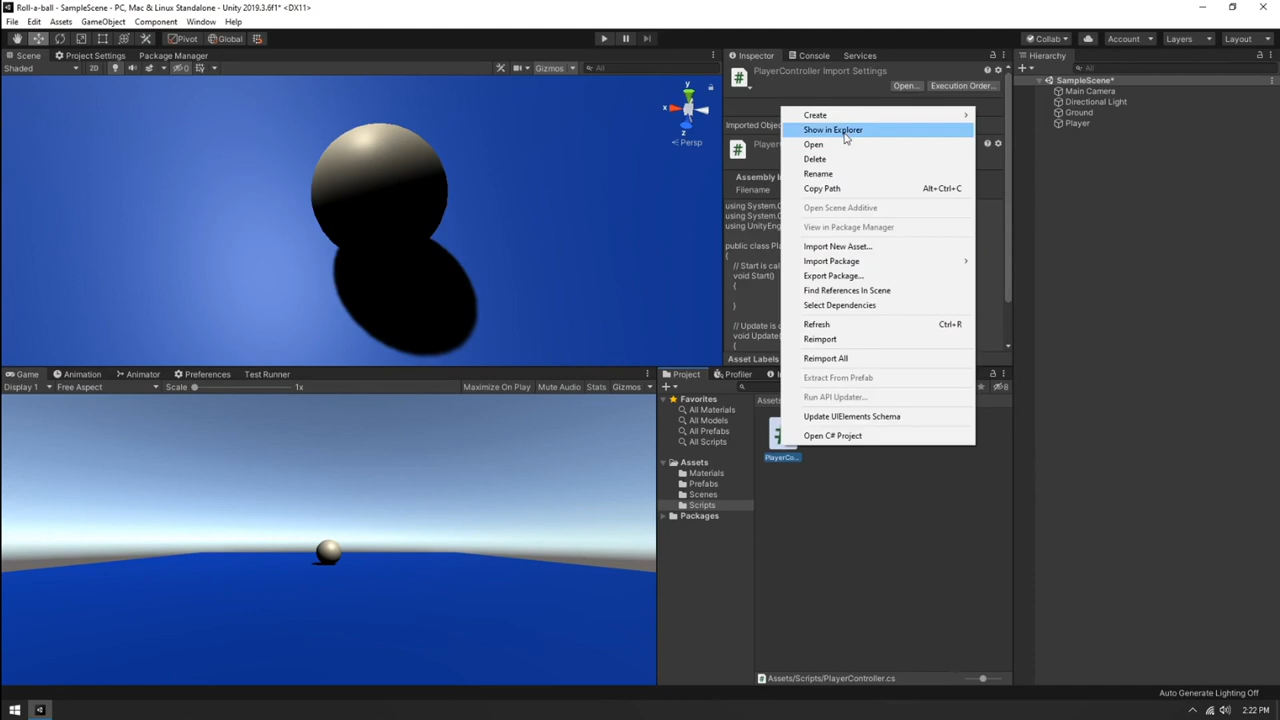 Roll-a-ball - SampleScene - PC, Mac & Linux Standalone - Unity 2019.3.6f1* <DX11>
File Edit Assets GameObject Component Window Help
Pivot Global Collab Account Layers Layout
Scene Project Settings Package Manager
Shaded 2D 0 Gizmos All
y
x
z
Persp
Inspector Console Services
PlayerController Import Settings
Open... Execution Order...
Imported Objec
Assembly In
Filename
using System.C
using System.C
using UnityEng
public class Pla
{
// Start is cal
void Start()
{
}
// Update is c
void Update(
{
Asset Labels
Create
Show in Explorer
Open
Delete
Rename
Copy Path Alt+Ctrl+C
Open Scene Additive
View in Package Manager
Import New Asset...
Import Package
Export Package...
Find References In Scene
Select Dependencies
Refresh Ctrl+R
Reimport
Reimport All
Extract From Prefab
Run API Updater...
Update UIElements Schema
Open C# Project
Hierarchy
All
SampleScene*
Main Camera
Directional Light
Ground
Player
Game Animation Animator Preferences Test Runner
Display 1 Free Aspect Scale 1x Maximize On Play Mute Audio Stats Gizmos
Project Profiler
8
Favorites
All Materials
All Models
All Prefabs
All Scripts
Assets
Materials
Prefabs
Scenes
Scripts
Packages
Assets
PlayerCo...
Assets/Scripts/PlayerController.cs
Auto Generate Lighting Off
2:22 PM